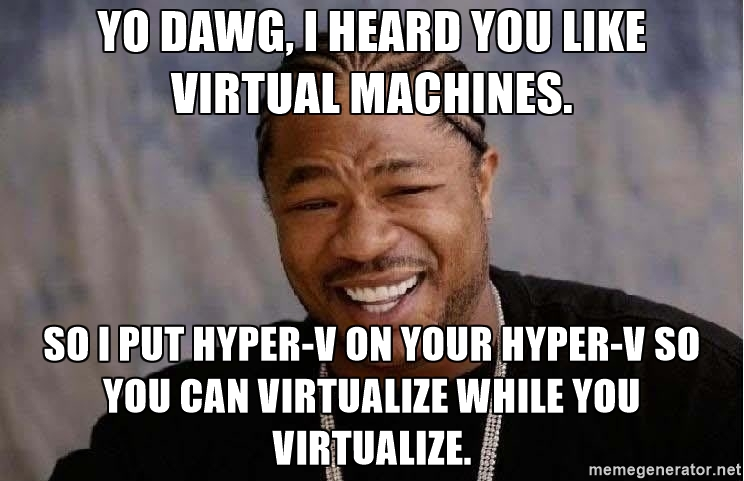 YO DAWG, I HEARD YOU LIKE
VIRTUAL MACHINES.
SO I PUT HYPER-V ON YOUR HYPER-V SO
YOU CAN VIRTUALIZE WHILE YOU
VIRTUALIZE.
memegenerator.net